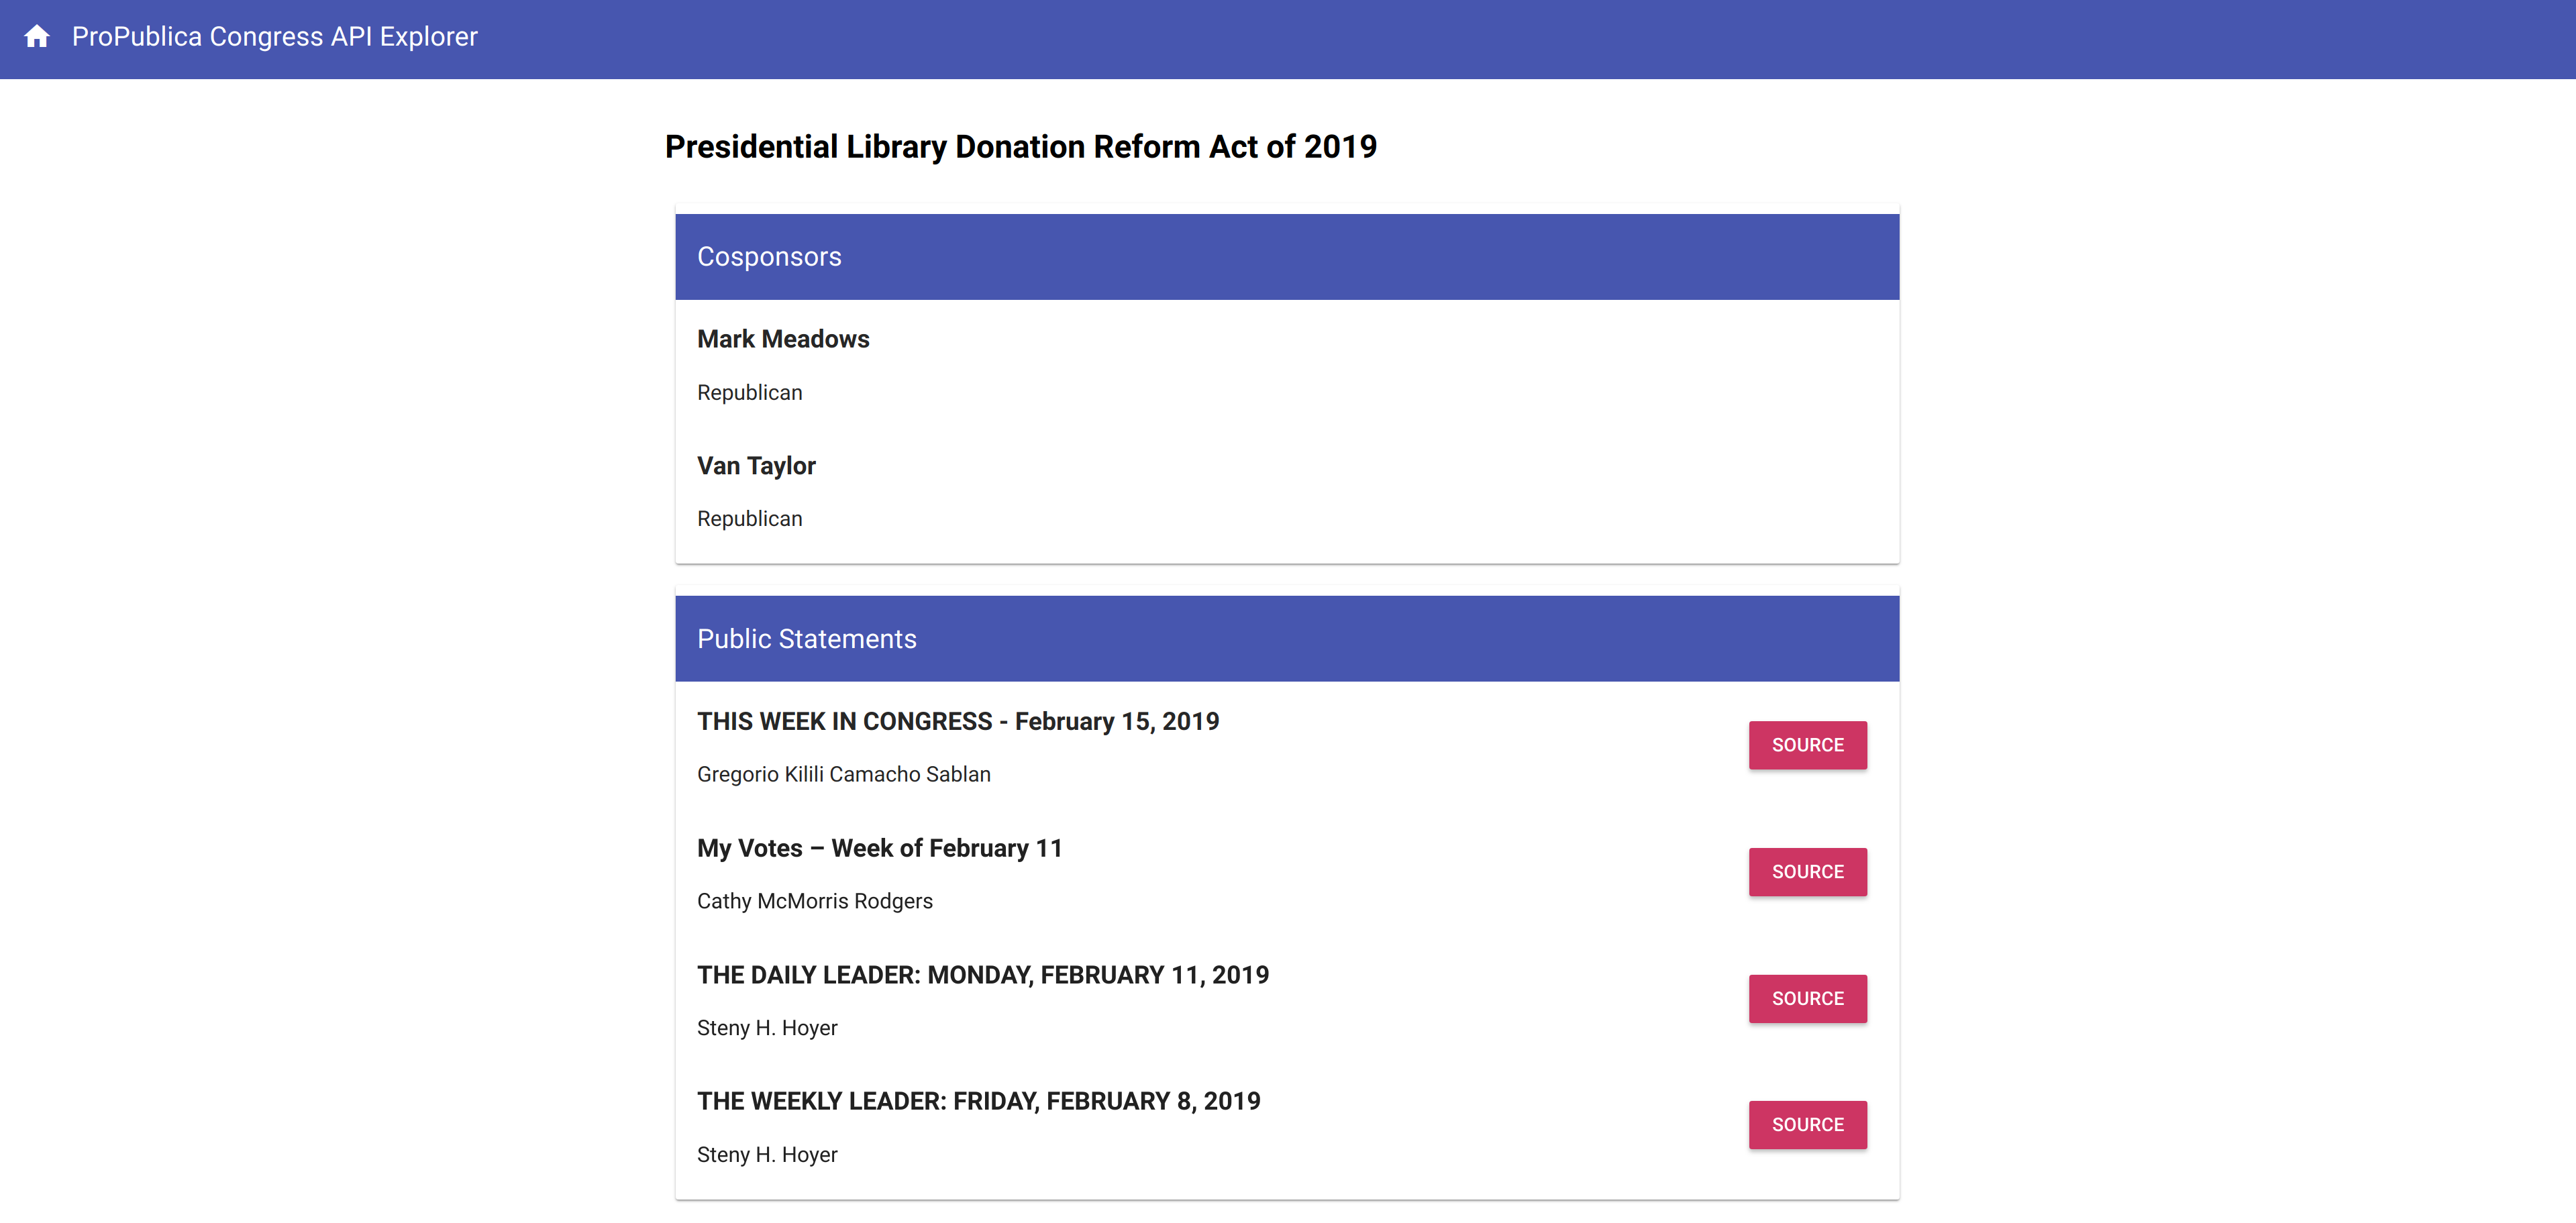 ProPublica Congress API Explorer
Presidential Library Donation Reform Act of 2019
Cosponsors
Mark Meadows
Republican
Van Taylor
Republican
Public Statements
THIS WEEK IN CONGRESS - February 15, 2019
Gregorio Kilili Camacho Sablan
SOURCE
My Votes – Week of February 11
Cathy McMorris Rodgers
SOURCE
THE DAILY LEADER: MONDAY, FEBRUARY 11, 2019
Steny H. Hoyer
SOURCE
THE WEEKLY LEADER: FRIDAY, FEBRUARY 8, 2019
Steny H. Hoyer
SOURCE